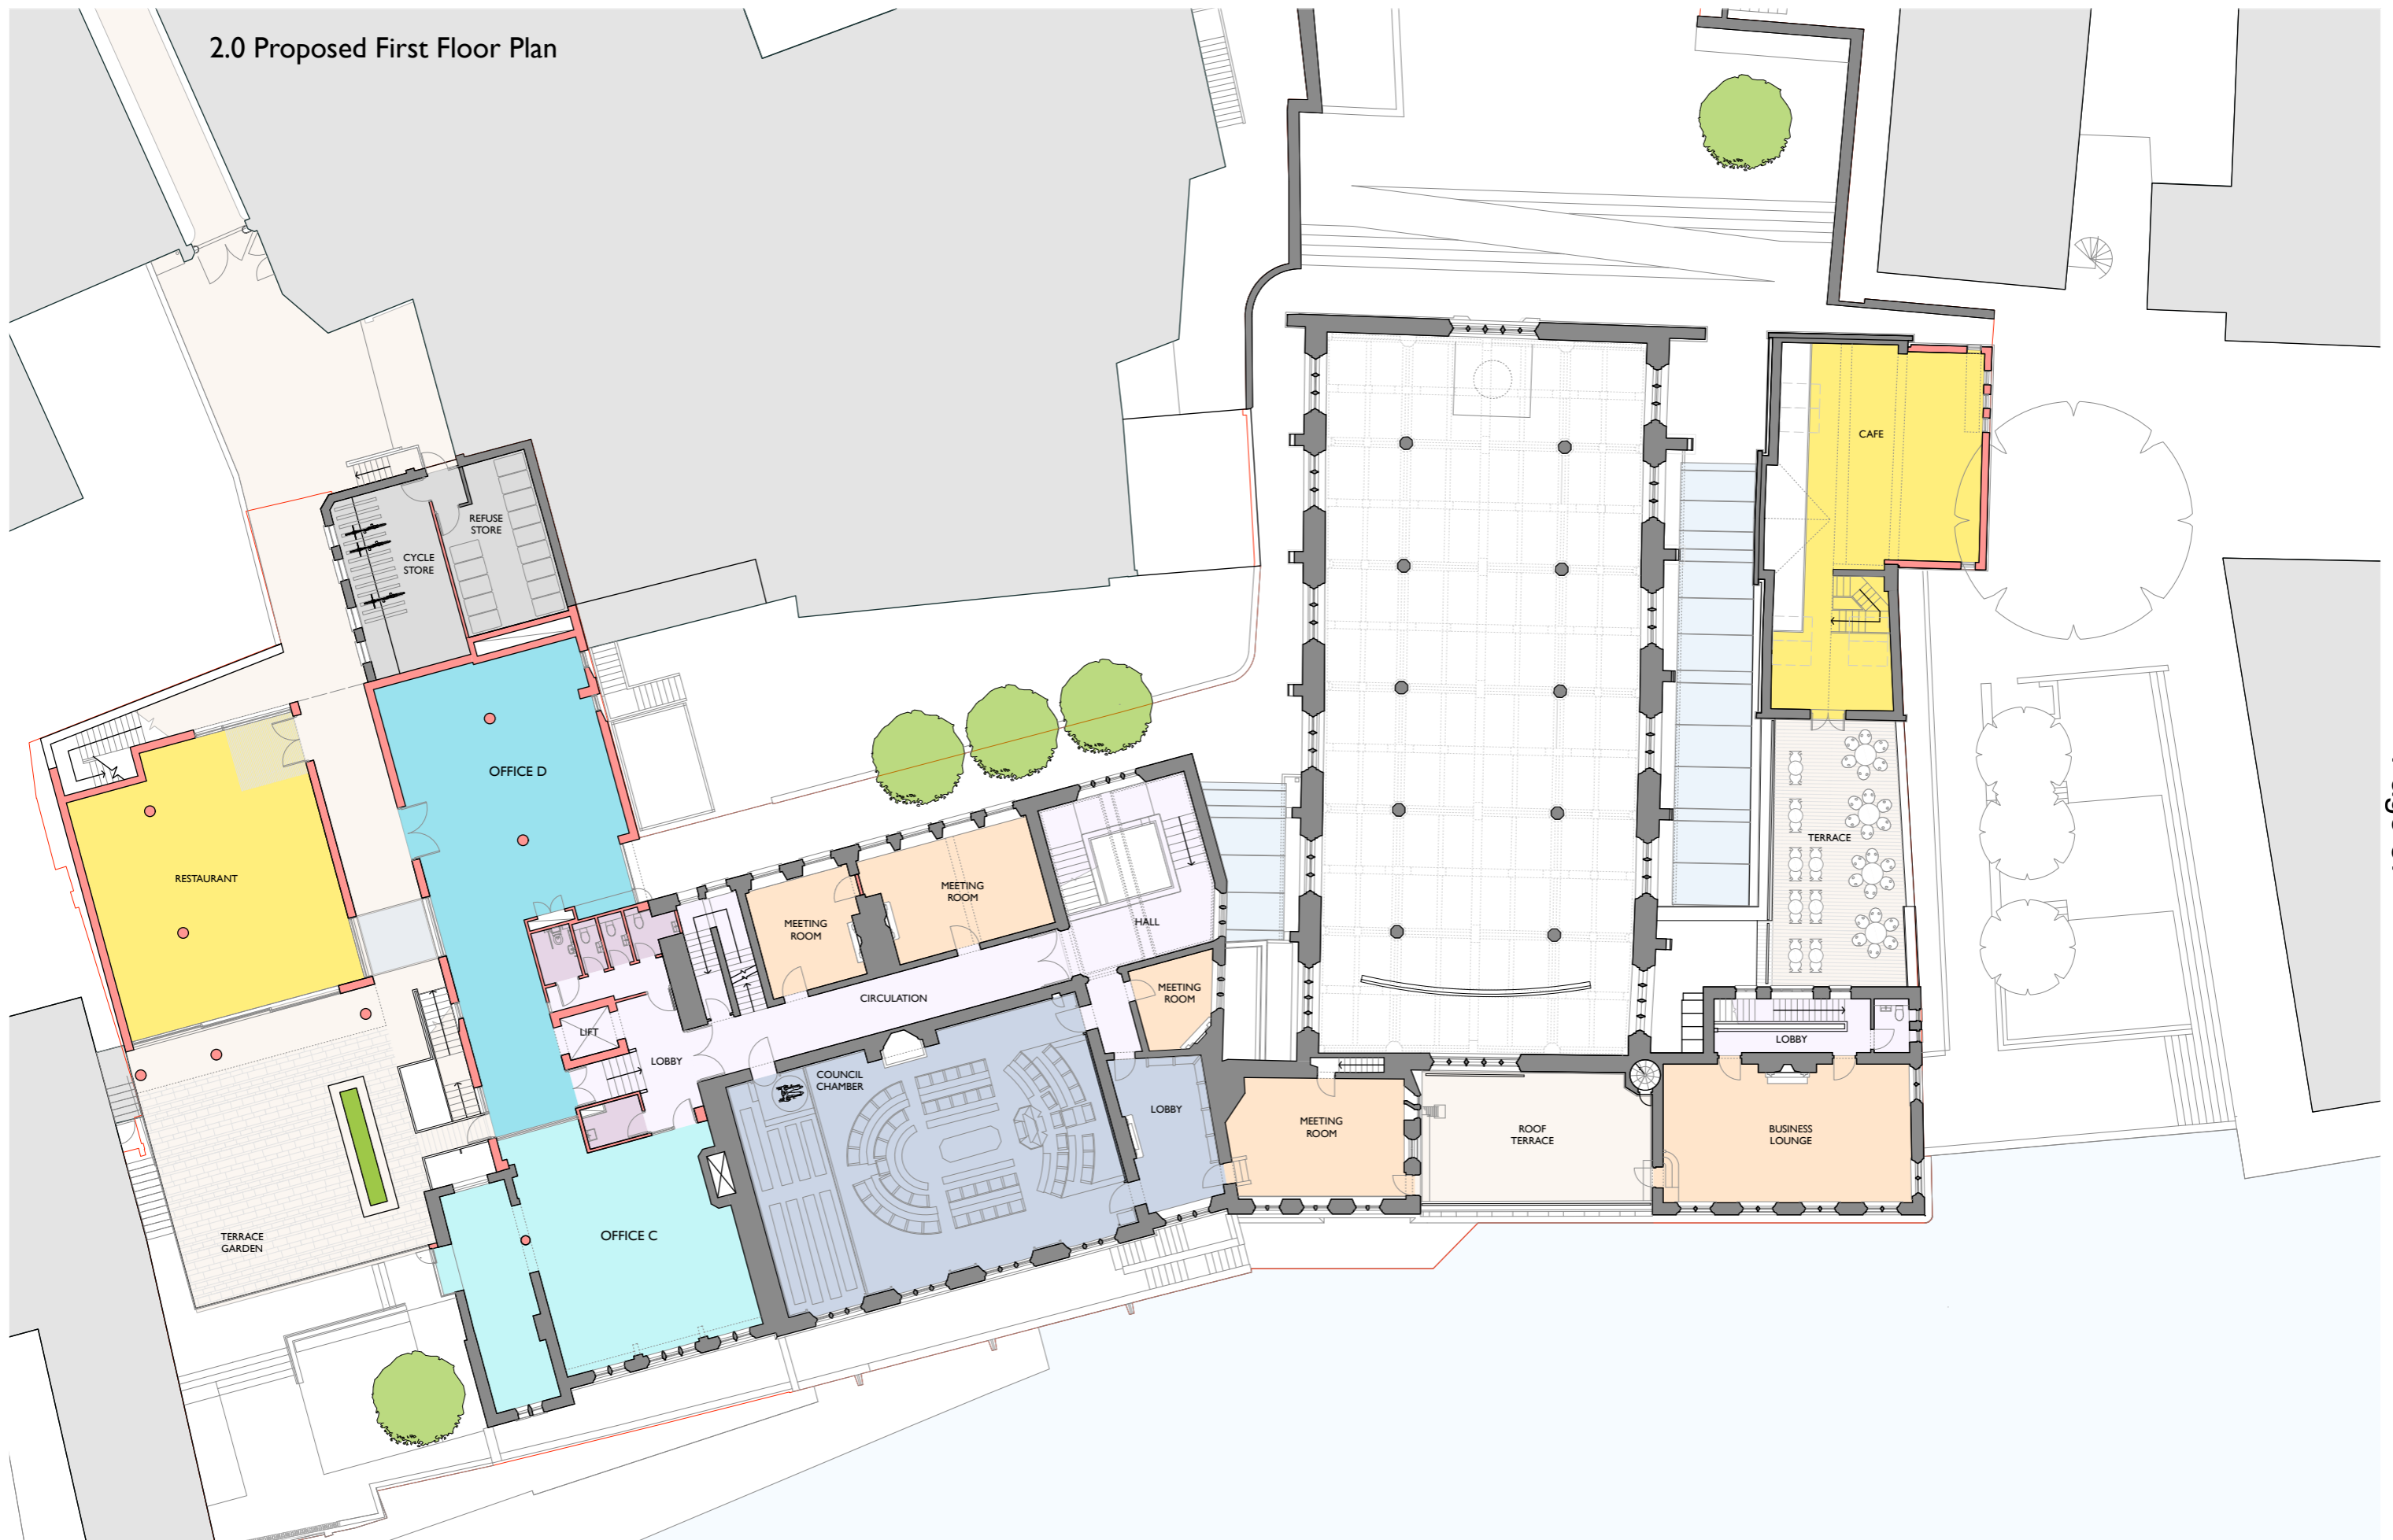 2.0 Proposed First Floor Plan
CAFE
REFUSE
STORE
CYCLE
STORE
OFFICE D
TERRACE
RESTAURANT
MEETING
ROOM
MEETING
ROOM
HALL
CIRCULATION
MEETING
ROOM
LIFT
LOBBY
LOBBY
COUNCIL
CHAMBER
LOBBY
MEETING
ROOM
ROOF
TERRACE
BUSINESS
LOUNGE
OFFICE C
TERRACE
GARDEN